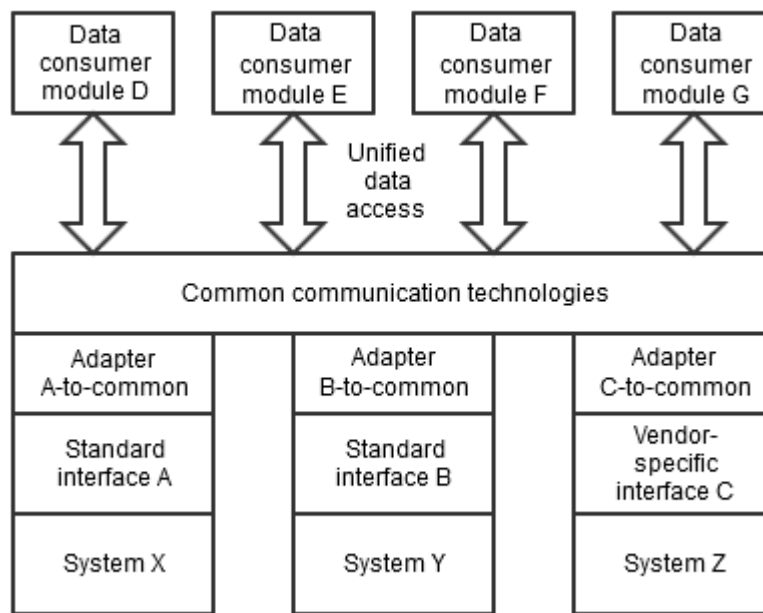 Data
consumer
module D
Data
consumer
module E
Data
consumer
module F
Data
consumer
module G
Unified
data
access
Common communication technologies
Adapter
A-to-common
Adapter
B-to-common
Adapter
C-to-common
Standard
interface A
Standard
interface B
Vendor-
specific
interface C
System X
System Y
System Z